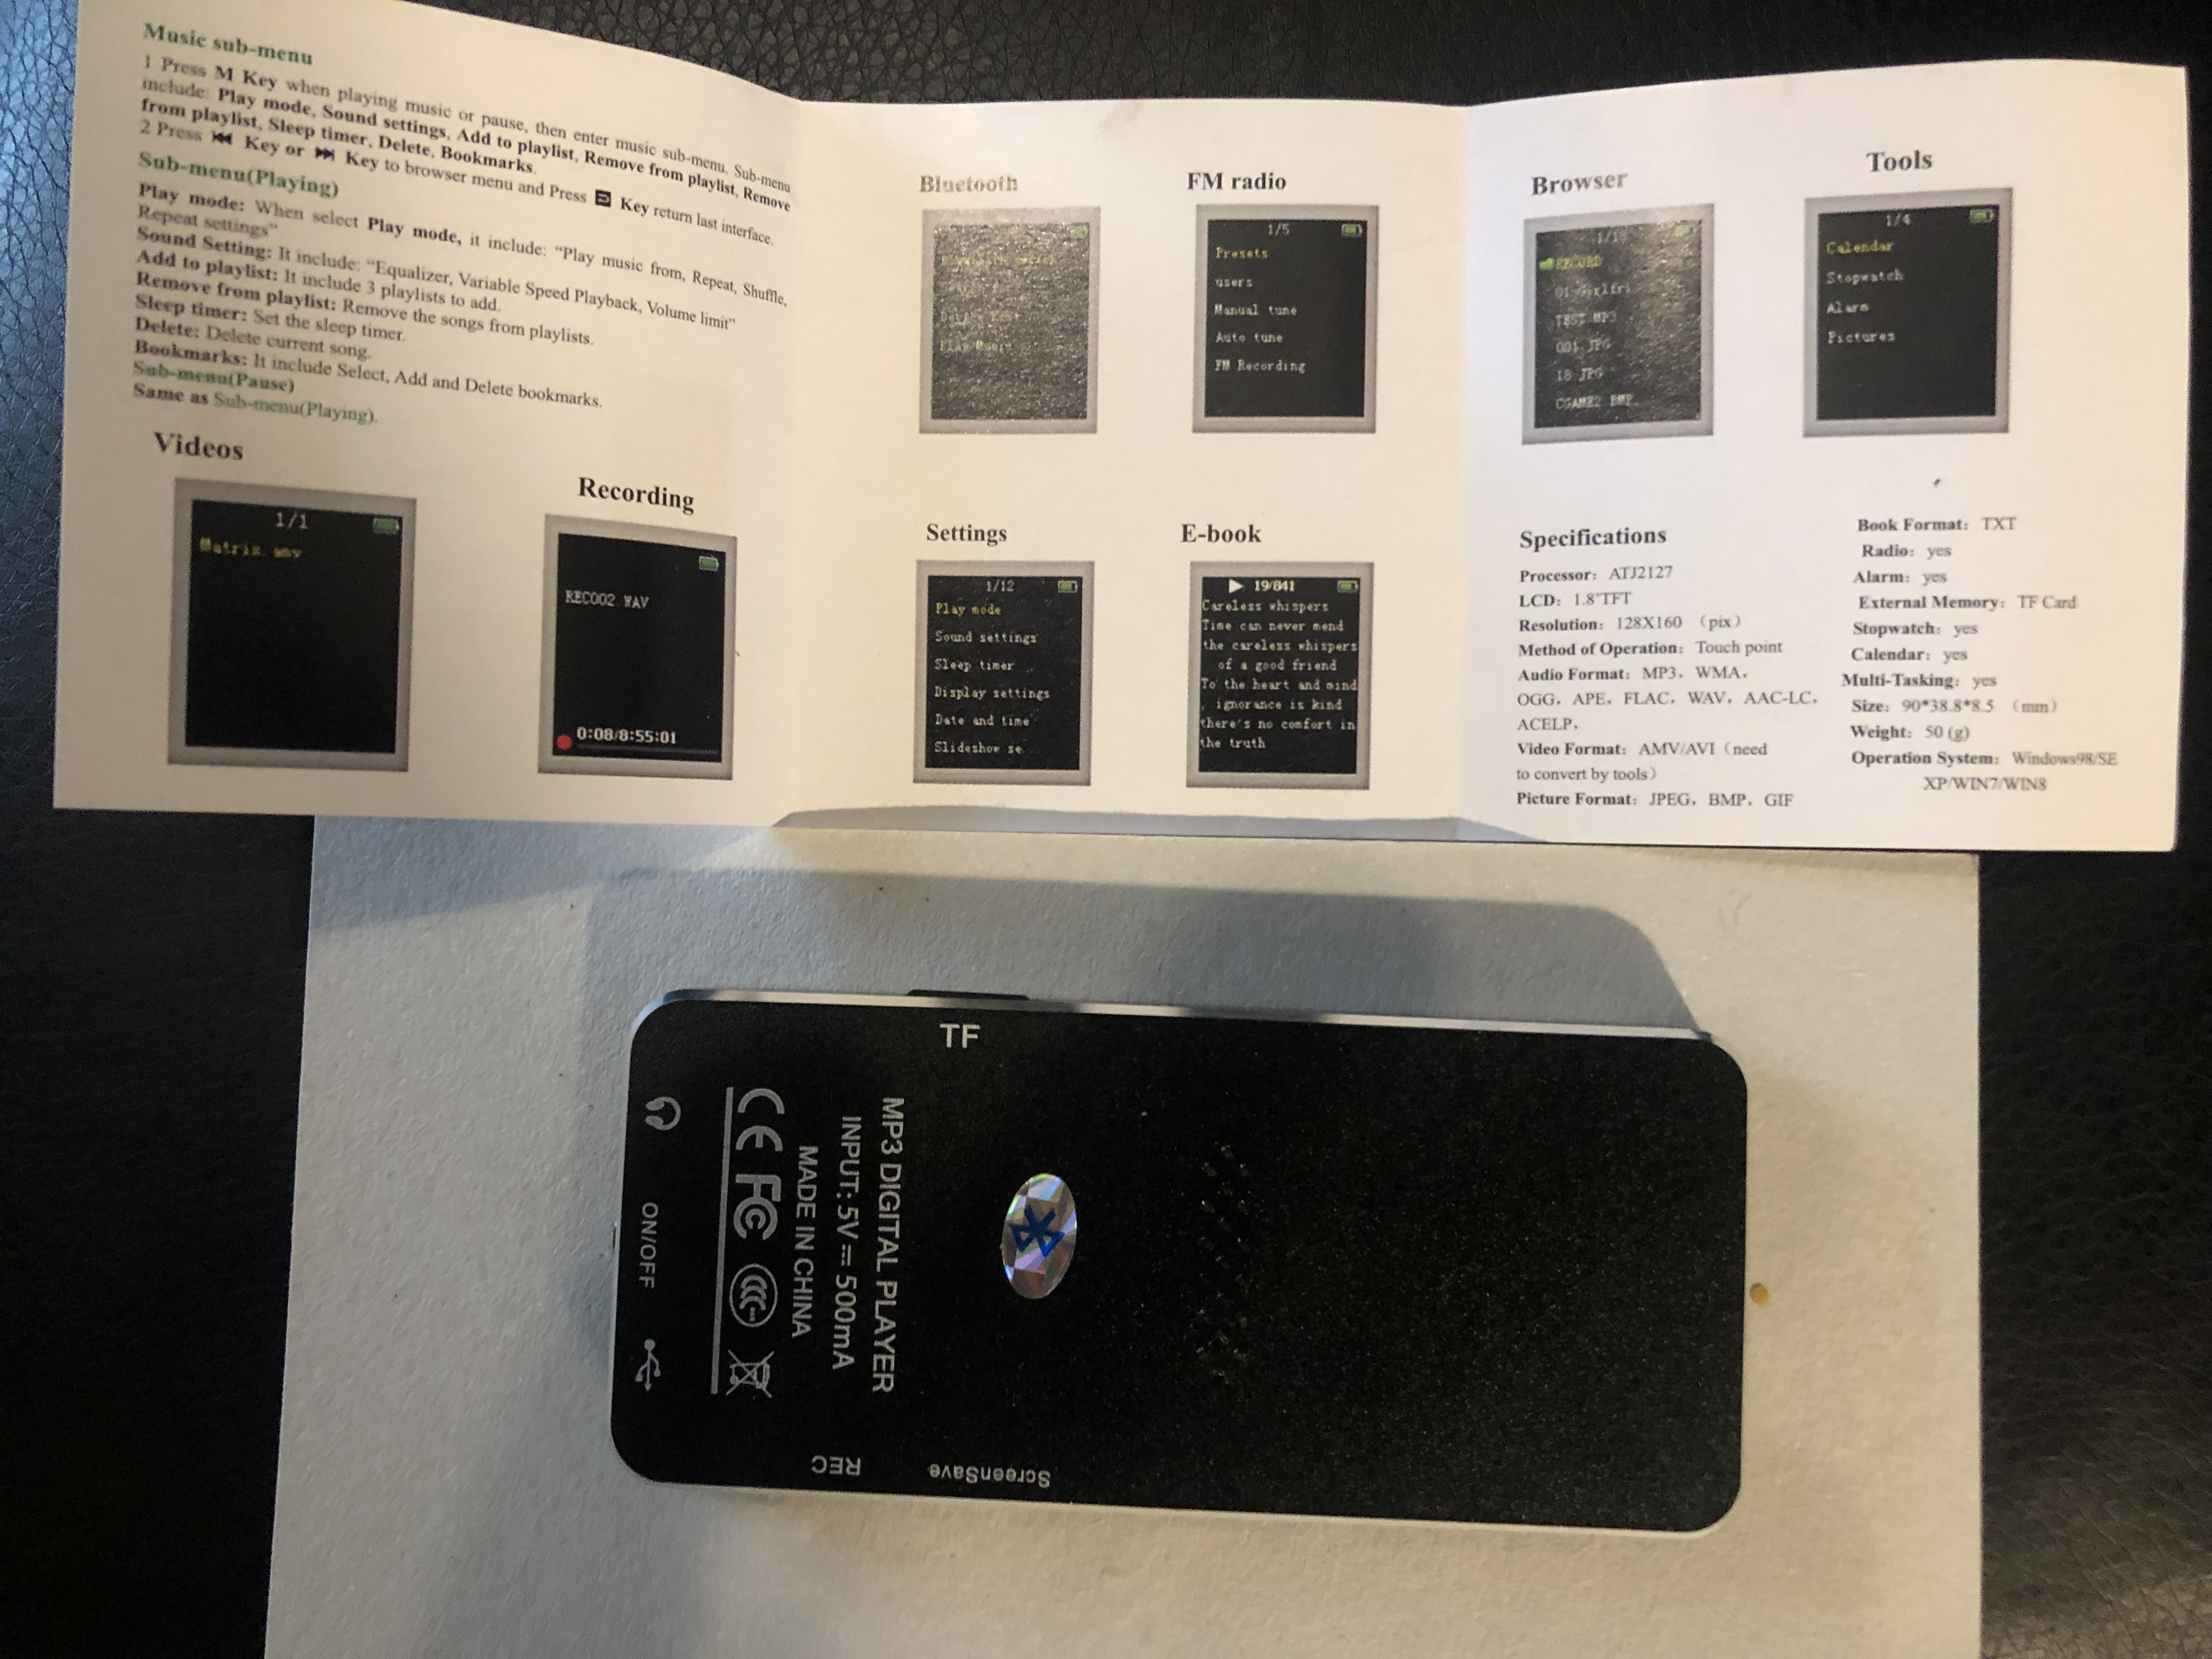 Music sub-menu
1 Press M Key when playing music or pause, then enter music sub-menu. Sub-menu
include: Play mode, Sound settings, Add to playlist, Remove from playlist, Remove
from playlist, Sleep timer, Delete, Bookmarks.
2 Press ⏮ Key or ⏭ Key to browser menu and Press Key return last interface.
Sub-menu(Playing)
Play mode: When select Play mode, it include: “Play music from, Repeat, Shuffle,
Repeat settings”
Sound Setting: It include: “Equalizer, Variable Speed Playback, Volume limit”
Add to playlist: It include 3 playlists to add.
Remove from playlist: Remove the songs from playlists.
Sleep timer: Set the sleep timer.
Delete: Delete current song.
Bookmarks: It include Select, Add and Delete bookmarks.
Sub-menu(Pause)
Same as Sub-menu(Playing).
Videos
1/1
Matrix.amv
Recording
REC002.WAV
0:08/8:55:01
Bluetooth
FM radio
1/5
Presets
users
Manual tune
Auto tune
FM Recording
Settings
1/12
Play mode
Sound settings
Sleep timer
Display settings
Date and time
Slideshow se...
E-book
19/841
Careless whispers
Time can never mend
the careless whispers
of a good friend
To the heart and mind
, ignorance is kind
there's no comfort in
the truth
Browser
RECORD
TEST.MP3
001.JPG
18.JPG
CGAME2.BMP
Tools
1/4
Calendar
Stopwatch
Alarm
Pictures
Specifications
Processor: ATJ2127
LCD: 1.8"TFT
Resolution: 128X160 (pix)
Method of Operation: Touch point
Audio Format: MP3, WMA,
OGG, APE, FLAC, WAV, AAC-LC,
ACELP,
Video Format: AMV/AVI (need
to convert by tools)
Picture Format: JPEG, BMP, GIF
Book Format: TXT
Radio: yes
Alarm: yes
External Memory: TF Card
Stopwatch: yes
Calendar: yes
Multi-Tasking: yes
Size: 90*38.8*8.5 (mm)
Weight: 50 (g)
Operation System: Windows98/SE
XP/WIN7/WIN8
TF
MP3 DIGITAL PLAYER
INPUT: 5V⎓500mA
MADE IN CHINA
CE FC CCC
ON/OFF
REC
ScreenSave